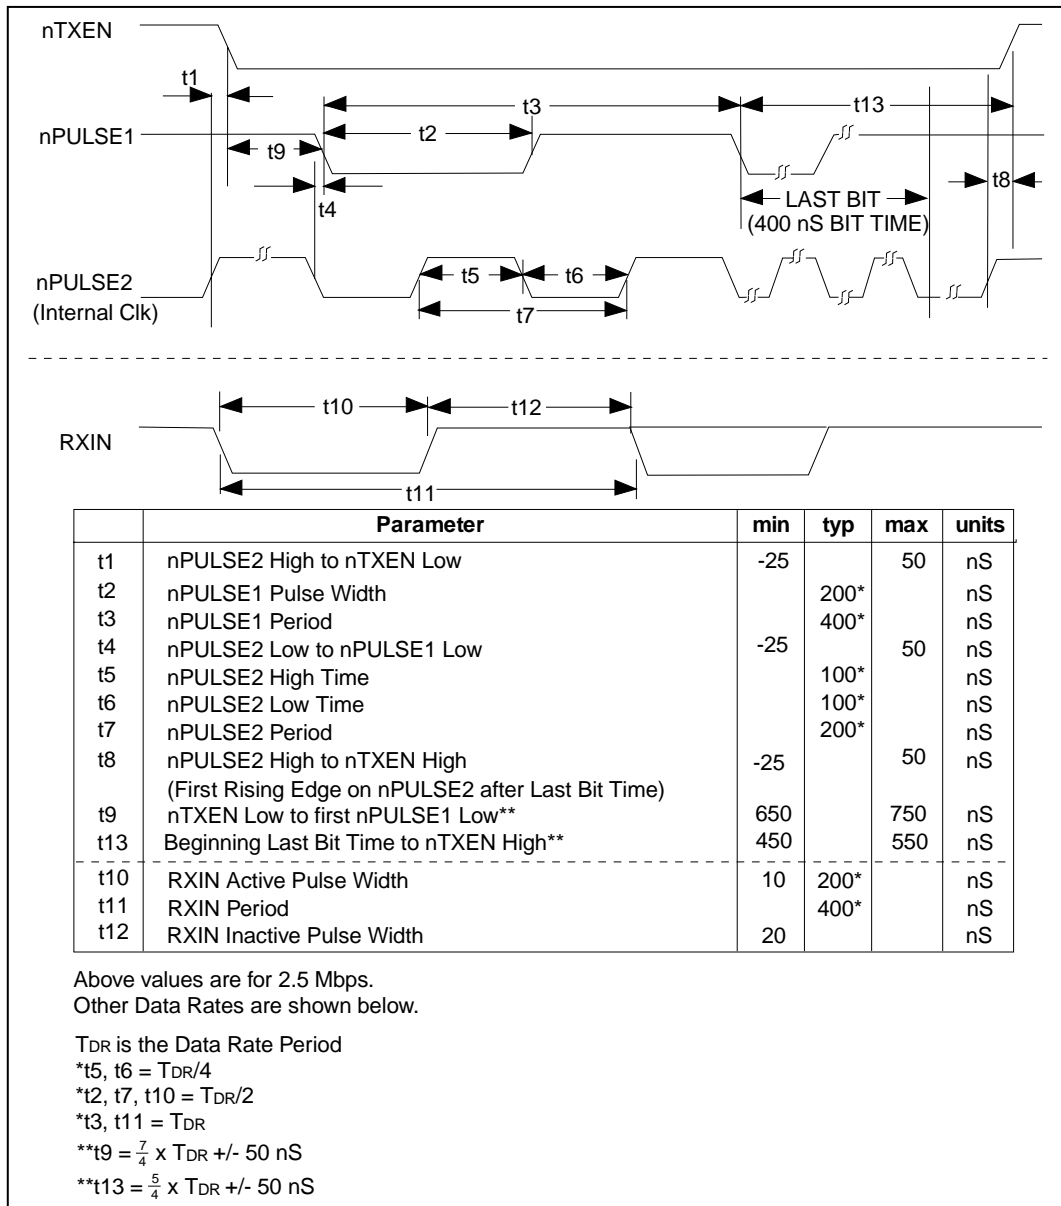 nTXEN
t1
t3
t13
nPULSE1
t2
t9
t4
LAST BIT
(400 nS BIT TIME)
t8
nPULSE2
(Internal Clk)
t5
t6
t7
t10
t12
RXIN
t11
Parameter min typ max units
t1 nPULSE2 High to nTXEN Low -25 50 nS
t2 nPULSE1 Pulse Width 200* nS
t3 nPULSE1 Period 400* nS
t4 nPULSE2 Low to nPULSE1 Low -25 50 nS
t5 nPULSE2 High Time 100* nS
t6 nPULSE2 Low Time 100* nS
t7 nPULSE2 Period 200* nS
t8 nPULSE2 High to nTXEN High -25 50 nS
(First Rising Edge on nPULSE2 after Last Bit Time)
t9 nTXEN Low to first nPULSE1 Low** 650 750 nS
t13 Beginning Last Bit Time to nTXEN High** 450 550 nS
t10 RXIN Active Pulse Width 10 200* nS
t11 RXIN Period 400* nS
t12 RXIN Inactive Pulse Width 20 nS
Above values are for 2.5 Mbps.
Other Data Rates are shown below.
TDR is the Data Rate Period
*t5, t6 = TDR/4
*t2, t7, t10 = TDR/2
*t3, t11 = TDR
**t9 = 7/4 x TDR +/- 50 nS
**t13 = 5/4 x TDR +/- 50 nS